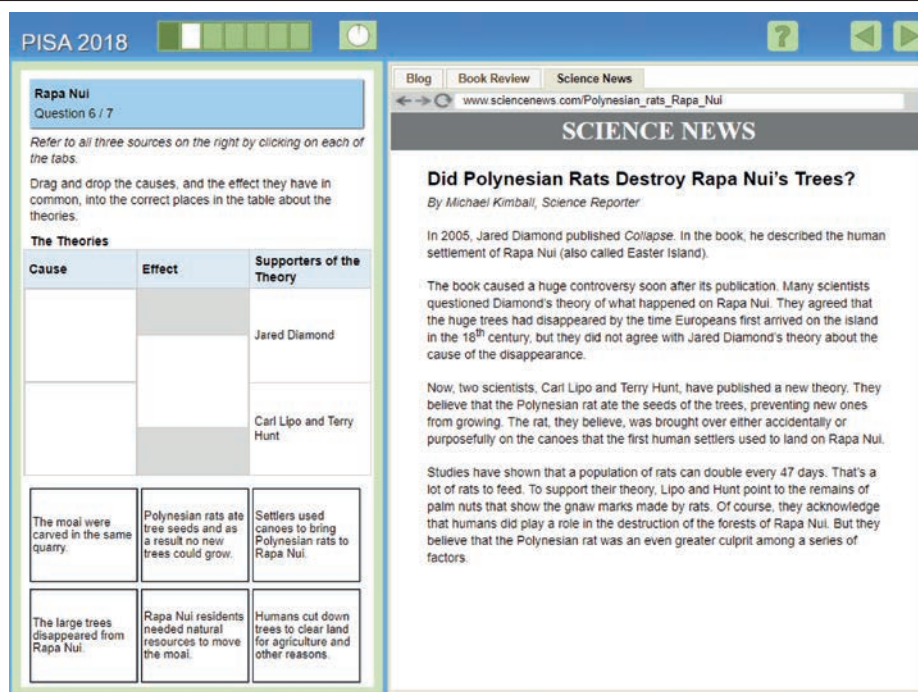 PISA 2018
?
Rapa Nui
Question 6 / 7
Refer to all three sources on the right by clicking on each of
the tabs.
Drag and drop the causes, and the effect they have in
common, into the correct places in the table about the
theories.
The Theories
Cause
Effect
Supporters of the
Theory
Jared Diamond
Carl Lipo and Terry
Hunt
The moai were
carved in the same
quarry.
Polynesian rats ate
tree seeds and as
a result no new
trees could grow.
Settlers used
canoes to bring
Polynesian rats to
Rapa Nui.
The large trees
disappeared from
Rapa Nui.
Rapa Nui residents
needed natural
resources to move
the moai.
Humans cut down
trees to clear land
for agriculture and
other reasons.
Blog
Book Review
Science News
www.sciencenews.com/Polynesian_rats_Rapa_Nui
SCIENCE NEWS
Did Polynesian Rats Destroy Rapa Nui's Trees?
By Michael Kimball, Science Reporter
In 2005, Jared Diamond published Collapse. In the book, he described the human
settlement of Rapa Nui (also called Easter Island).
The book caused a huge controversy soon after its publication. Many scientists
questioned Diamond's theory of what happened on Rapa Nui. They agreed that
the huge trees had disappeared by the time Europeans first arrived on the island
in the 18th century, but they did not agree with Jared Diamond's theory about the
cause of the disappearance.
Now, two scientists, Carl Lipo and Terry Hunt, have published a new theory. They
believe that the Polynesian rat ate the seeds of the trees, preventing new ones
from growing. The rat, they believe, was brought over either accidentally or
purposefully on the canoes that the first human settlers used to land on Rapa Nui.
Studies have shown that a population of rats can double every 47 days. That's a
lot of rats to feed. To support their theory, Lipo and Hunt point to the remains of
palm nuts that show the gnaw marks made by rats. Of course, they acknowledge
that humans did play a role in the destruction of the forests of Rapa Nui. But they
believe that the Polynesian rat was an even greater culprit among a series of
factors.